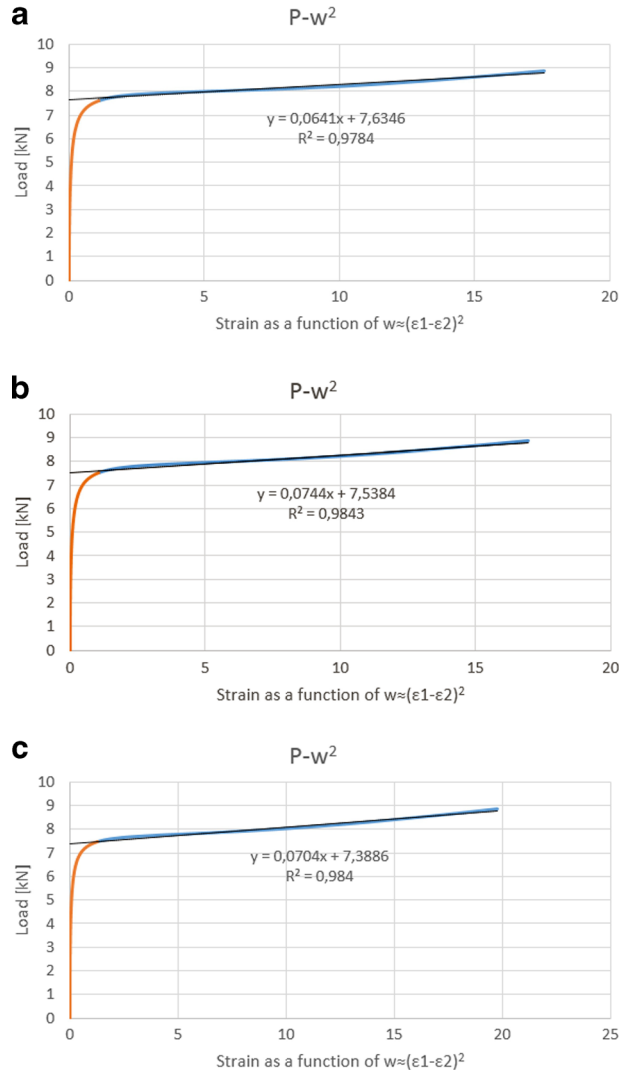 a
P-w²
10
9
8
7
6
5
4
3
2
1
0
Load [kN]
y = 0,0641x + 7,6346
R² = 0,9784
0 5 10 15 20
Strain as a function of w≈(ε1-ε2)²
b
P-w²
10
9
8
7
6
5
4
3
2
1
0
Load [kN]
y = 0,0744x + 7,5384
R² = 0,9843
0 5 10 15 20
Strain as a function of w≈(ε1-ε2)²
c
P-w²
10
9
8
7
6
5
4
3
2
1
0
Load [kN]
y = 0,0704x + 7,3886
R² = 0,984
0 5 10 15 20 25
Strain as a function of w≈(ε1-ε2)²